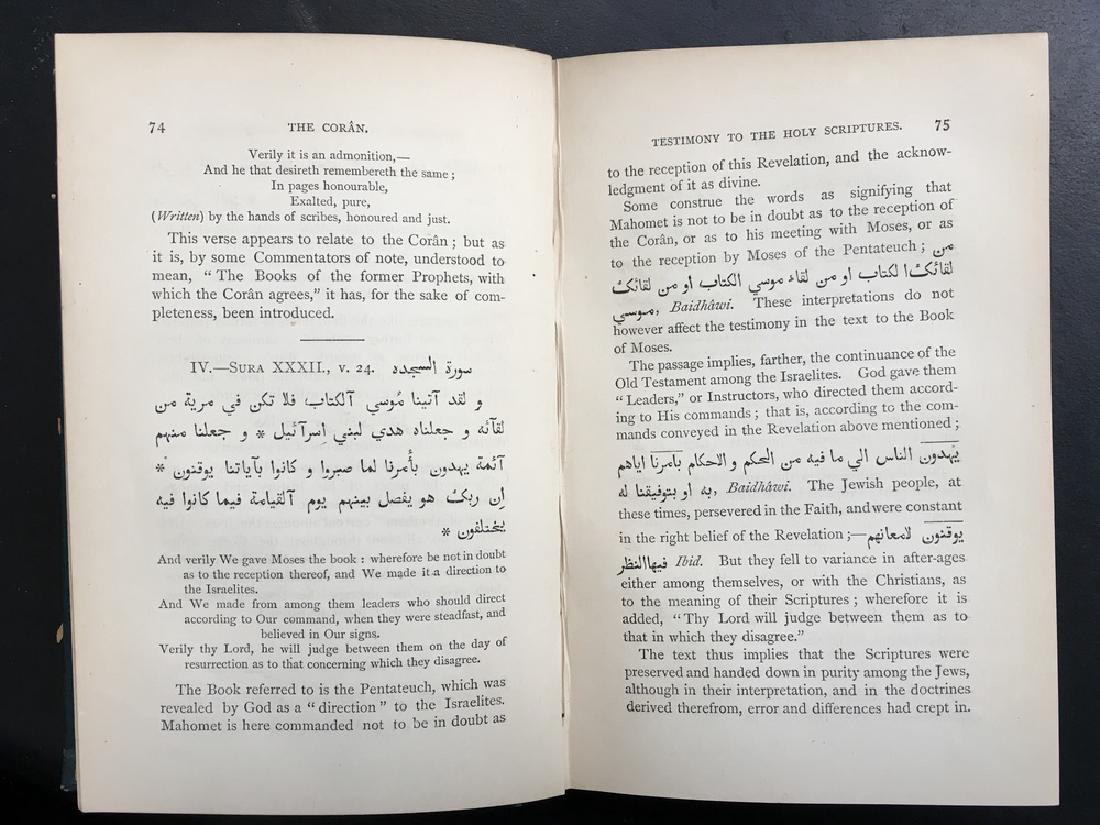 74
THE CORÂN.
Verily it is an admonition,—
And he that desireth remembereth the same ;
In pages honourable,
Exalted, pure,
(Written) by the hands of scribes, honoured and just.
This verse appears to relate to the Corân ; but as
it is, by some Commentators of note, understood to
mean, “ The Books of the former Prophets, with
which the Corân agrees,” it has, for the sake of com-
pleteness, been introduced.
IV.—SURA XXXII., v. 24. سورة السجده
و لقد آتينا مُوسي آلكتاب فلا تكن في مرية من
لقائه و جعلناه هدي لبني اِسرآئيل * و جعلنا منهم
آئمة يهدون بأَمرنا لما صبروا و كانوا بآياتنا يوقنون *
اِن ربك هو يفصل بينهم يوم آلقيامة فيما كانوا فيه
يختلفون *
And verily We gave Moses the book : wherefore be not in doubt
as to the reception thereof, and We made it a direction to
the Israelites.
And We made from among them leaders who should direct
according to Our command, when they were steadfast, and
believed in Our signs.
Verily thy Lord, he will judge between them on the day of
resurrection as to that concerning which they disagree.
The Book referred to is the Pentateuch, which was
revealed by God as a “ direction ” to the Israelites.
Mahomet is here commanded not to be in doubt as
TESTIMONY TO THE HOLY SCRIPTURES.
75
to the reception of this Revelation, and the acknow-
ledgment of it as divine.
Some construe the words as signifying that
Mahomet is not to be in doubt as to the reception of
the Corân, or as to his meeting with Moses, or as
to the reception by Moses of the Pentateuch ; من
لقائك ا لكتاب او من لقاء موسي الكتاب او من لقائك
موسي, Baidhâwi. These interpretations do not
however affect the testimony in the text to the Book
of Moses.
The passage implies, farther, the continuance of the
Old Testament among the Israelites. God gave them
“ Leaders,” or Instructors, who directed them accord-
ing to His commands ; that is, according to the com-
mands conveyed in the Revelation above mentioned ;
يهدون الناس الي ما فيه من الحكم و الاحكام بامرنا اياهم
به او بتوفيقنا له, Baidhâwi. The Jewish people, at
these times, persevered in the Faith, and were constant
in the right belief of the Revelation ;—يوقنون لامعانهم
فيها النظر Ibid. But they fell to variance in after-ages
either among themselves, or with the Christians, as
to the meaning of their Scriptures ; wherefore it is
added, “ Thy Lord will judge between them as to
that in which they disagree.”
The text thus implies that the Scriptures were
preserved and handed down in purity among the Jews,
although in their interpretation, and in the doctrines
derived therefrom, error and differences had crept in.